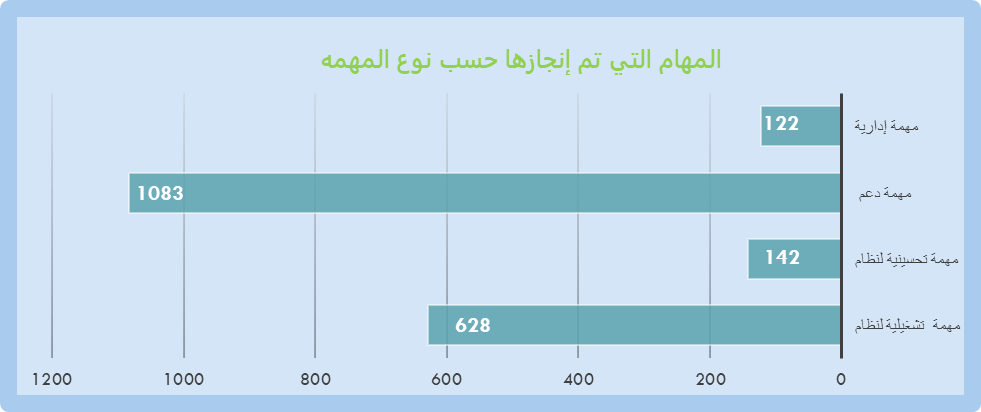 المهام التي تم إنجازها حسب نوع المهمه
122
مهمة إدارية
1083
مهمة دعم
142
مهمة تحسينية لنظام
628
مهمة تشغيلية لنظام
1200 1000 800 600 400 200 0